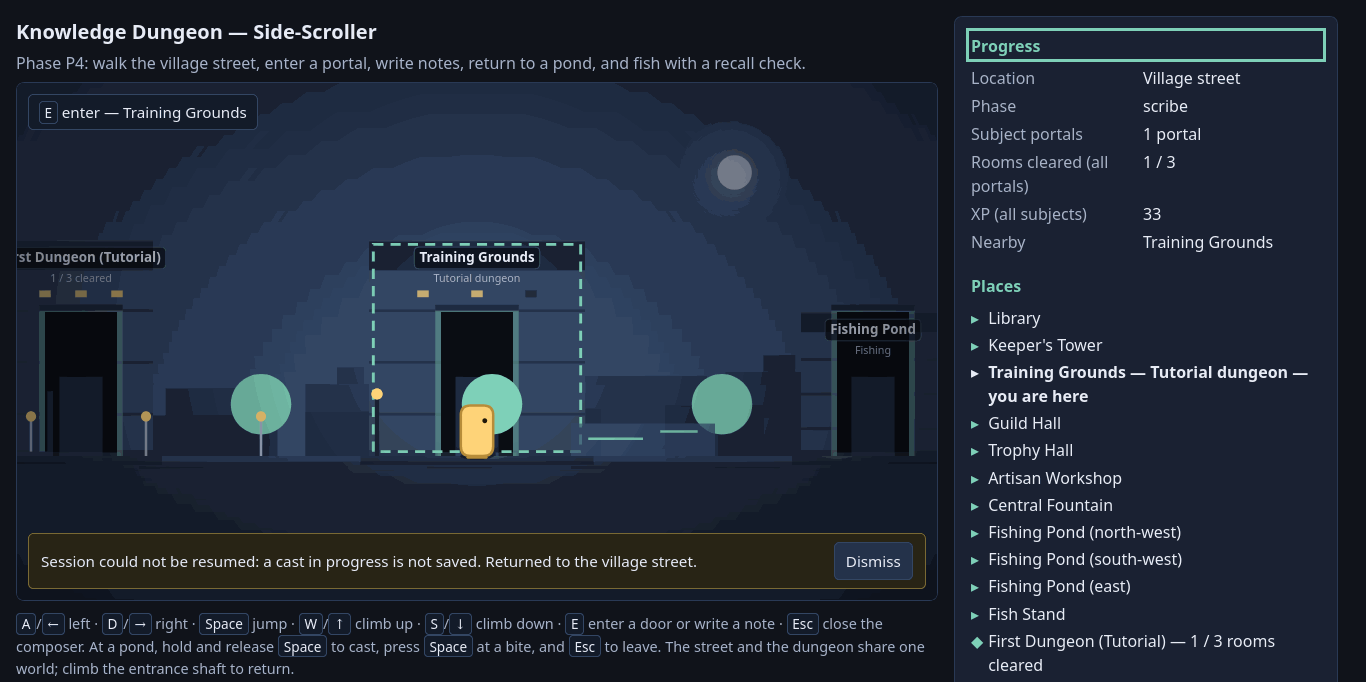 Knowledge Dungeon — Side-Scroller
Phase P4: walk the village street, enter a portal, write notes, return to a pond, and fish with a recall check.
E enter — Training Grounds
rst Dungeon (Tutorial)
1 / 3 cleared
Training Grounds
Tutorial dungeon
Fishing Pond
Fishing
Session could not be resumed: a cast in progress is not saved. Returned to the village street.
Dismiss
A/← left · D/→ right · Space jump · W/↑ climb up · S/↓ climb down · E enter a door or write a note · Esc close the
composer. At a pond, hold and release Space to cast, press Space at a bite, and Esc to leave. The street and the dungeon share one
world; climb the entrance shaft to return.
Progress
Location Village street
Phase scribe
Subject portals 1 portal
Rooms cleared (all 1 / 3
portals)
XP (all subjects) 33
Nearby Training Grounds
Places
▸ Library
▸ Keeper's Tower
▸ Training Grounds — Tutorial dungeon —
you are here
▸ Guild Hall
▸ Trophy Hall
▸ Artisan Workshop
▸ Central Fountain
▸ Fishing Pond (north-west)
▸ Fishing Pond (south-west)
▸ Fishing Pond (east)
▸ Fish Stand
◆ First Dungeon (Tutorial) — 1 / 3 rooms
cleared